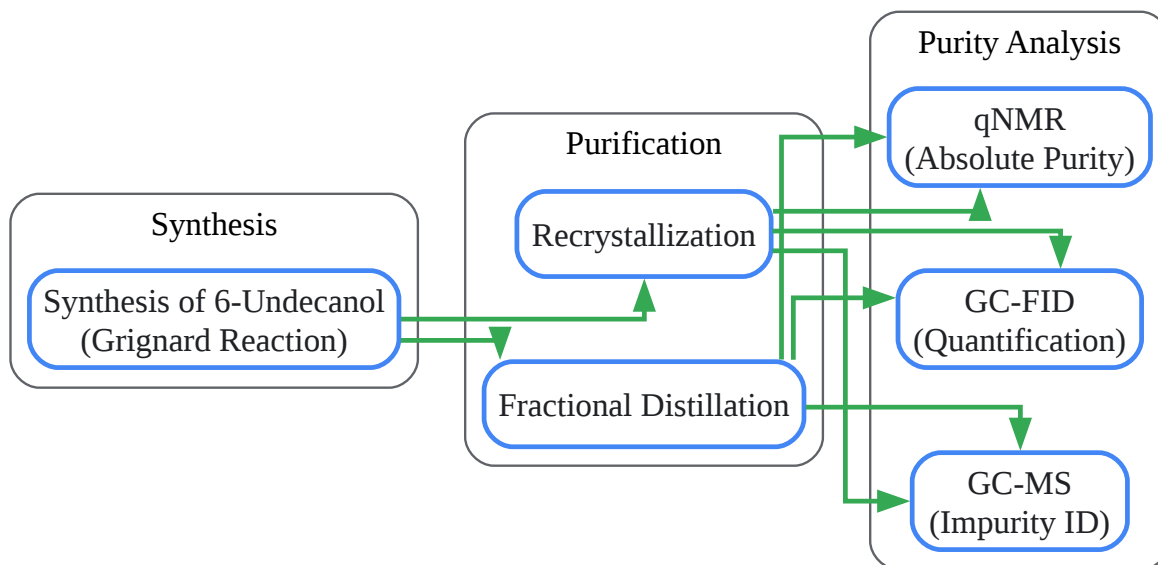 Synthesis
Synthesis of 6-Undecanol
(Grignard Reaction)
Purification
Recrystallization
Fractional Distillation
Purity Analysis
qNMR
(Absolute Purity)
GC-FID
(Quantification)
GC-MS
(Impurity ID)